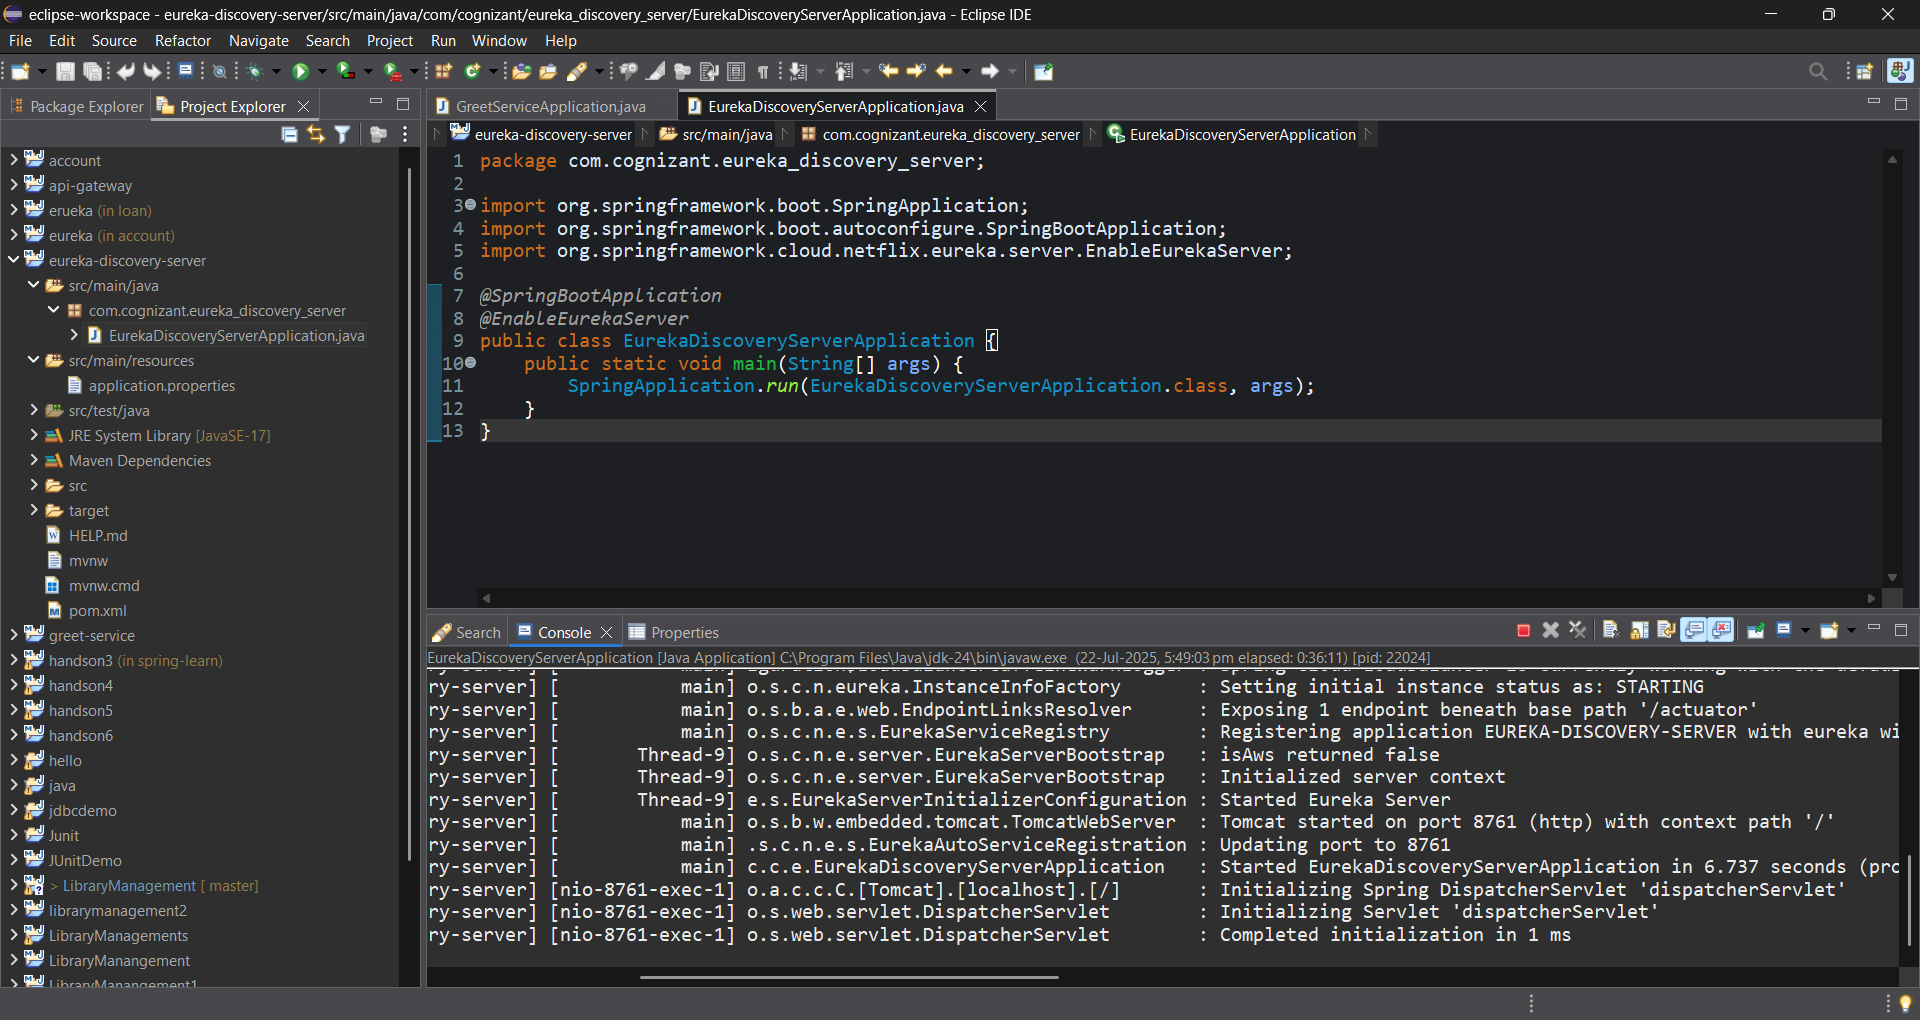 eclipse-workspace - eureka-discovery-server/src/main/java/com/cognizant/eureka_discovery_server/EurekaDiscoveryServerApplication.java - Eclipse IDE
File Edit Source Refactor Navigate Search Project Run Window Help
Package Explorer Project Explorer
account
api-gateway
erueka (in loan)
eureka (in account)
eureka-discovery-server
src/main/java
com.cognizant.eureka_discovery_server
EurekaDiscoveryServerApplication.java
src/main/resources
application.properties
src/test/java
JRE System Library [JavaSE-17]
Maven Dependencies
src
target
HELP.md
mvnw
mvnw.cmd
pom.xml
greet-service
handson3 (in spring-learn)
handson4
handson5
handson6
hello
java
jdbcdemo
Junit
JUnitDemo
> LibraryManagement [ master]
librarymanagement2
LibraryManagements
LibraryManangement
LibraryManangement1
GreetServiceApplication.java EurekaDiscoveryServerApplication.java
eureka-discovery-server src/main/java com.cognizant.eureka_discovery_server EurekaDiscoveryServerApplication
1 package com.cognizant.eureka_discovery_server;
2
3 import org.springframework.boot.SpringApplication;
4 import org.springframework.boot.autoconfigure.SpringBootApplication;
5 import org.springframework.cloud.netflix.eureka.server.EnableEurekaServer;
6
7 @SpringBootApplication
8 @EnableEurekaServer
9 public class EurekaDiscoveryServerApplication {
10 public static void main(String[] args) {
11 SpringApplication.run(EurekaDiscoveryServerApplication.class, args);
12 }
13 }
Search Console Properties
EurekaDiscoveryServerApplication [Java Application] C:\Program Files\Java\jdk-24\bin\javaw.exe (22-Jul-2025, 5:49:03 pm elapsed: 0:36:11) [pid: 22024]
ry-server] [ main] o.s.c.n.eureka.InstanceInfoFactory : Setting initial instance status as: STARTING
ry-server] [ main] o.s.b.a.e.web.EndpointLinksResolver : Exposing 1 endpoint beneath base path '/actuator'
ry-server] [ main] o.s.c.n.e.s.EurekaServiceRegistry : Registering application EUREKA-DISCOVERY-SERVER with eureka wi
ry-server] [ Thread-9] o.s.c.n.e.server.EurekaServerBootstrap : isAws returned false
ry-server] [ Thread-9] o.s.c.n.e.server.EurekaServerBootstrap : Initialized server context
ry-server] [ Thread-9] e.s.EurekaServerInitializerConfiguration : Started Eureka Server
ry-server] [ main] o.s.b.w.embedded.tomcat.TomcatWebServer : Tomcat started on port 8761 (http) with context path '/'
ry-server] [ main] .s.c.n.e.s.EurekaAutoServiceRegistration : Updating port to 8761
ry-server] [ main] c.c.e.EurekaDiscoveryServerApplication : Started EurekaDiscoveryServerApplication in 6.737 seconds (pro
ry-server] [nio-8761-exec-1] o.a.c.c.C.[Tomcat].[localhost].[/] : Initializing Spring DispatcherServlet 'dispatcherServlet'
ry-server] [nio-8761-exec-1] o.s.web.servlet.DispatcherServlet : Initializing Servlet 'dispatcherServlet'
ry-server] [nio-8761-exec-1] o.s.web.servlet.DispatcherServlet : Completed initialization in 1 ms